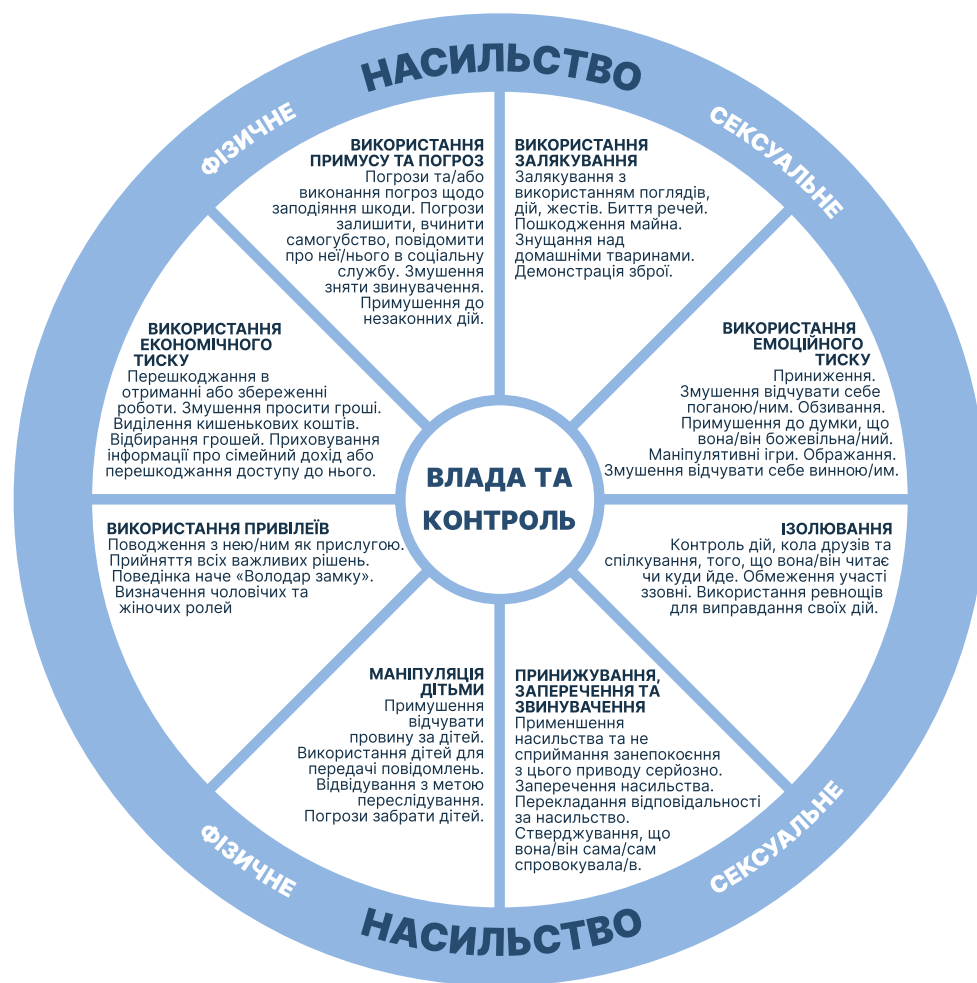 НАСИЛЬСТВО
ФІЗИЧНЕ
СЕКСУАЛЬНЕ
ВИКОРИСТАННЯ
ПРИМУСУ ТА ПОГРОЗ
Погрози та/або
виконання погроз щодо
заподіяння шкоди. Погрози
залишити, вчинити
самогубство, повідомити
про неї/нього в соціальну
службу. Змушення
зняти звинувачення.
Примушення до
незаконних дій.
ВИКОРИСТАННЯ
ЗАЛЯКУВАННЯ
Залякування з
використанням поглядів,
дій, жестів. Биття речей.
Пошкодження майна.
Знущання над
домашніми тваринами.
Демонстрація зброї.
ВИКОРИСТАННЯ
ЕКОНОМІЧНОГО
ТИСКУ
Перешкоджання в
отриманні або збереженні
роботи. Змушення просити гроші.
Виділення кишенькових коштів.
Відбирання грошей. Приховування
інформації про сімейний дохід або
перешкоджання доступу до нього.
ВИКОРИСТАННЯ
ЕМОЦІЙНОГО
ТИСКУ
Приниження.
Змушення відчувати себе
поганою/ним. Обзивання.
Примушення до думки, що
вона/він божевільна/ний.
Маніпулятивні ігри. Ображання.
Змушення відчувати себе винною/им.
ВЛАДА ТА
КОНТРОЛЬ
ВИКОРИСТАННЯ ПРИВІЛЕЇВ
Поводження з нею/ним як прислугою.
Прийняття всіх важливих рішень.
Поведінка наче «Володар замку».
Визначення чоловічих та
жіночих ролей
ІЗОЛЮВАННЯ
Контроль дій, кола друзів та
спілкування, того, що вона/він читає
чи куди йде. Обмеження участі
ззовні. Використання ревнощів
для виправдання своїх дій.
МАНІПУЛЯЦІЯ
ДІТЬМИ
Примушення
відчувати
провину за дітей.
Використання дітей для
передачі повідомлень.
Відвідування з метою
переслідування.
Погрози забрати дітей.
ПРИНИЖУВАННЯ,
ЗАПЕРЕЧЕННЯ ТА
ЗВИНУВАЧЕННЯ
Применшення
насильства та не
сприймання занепокоєння
з цього приводу серйозно.
Заперечення насильства.
Перекладання відповідальності
за насильство.
Стверджування, що
вона/він сама/сам
спровокувала/в.
ФІЗИЧНЕ
СЕКСУАЛЬНЕ
НАСИЛЬСТВО